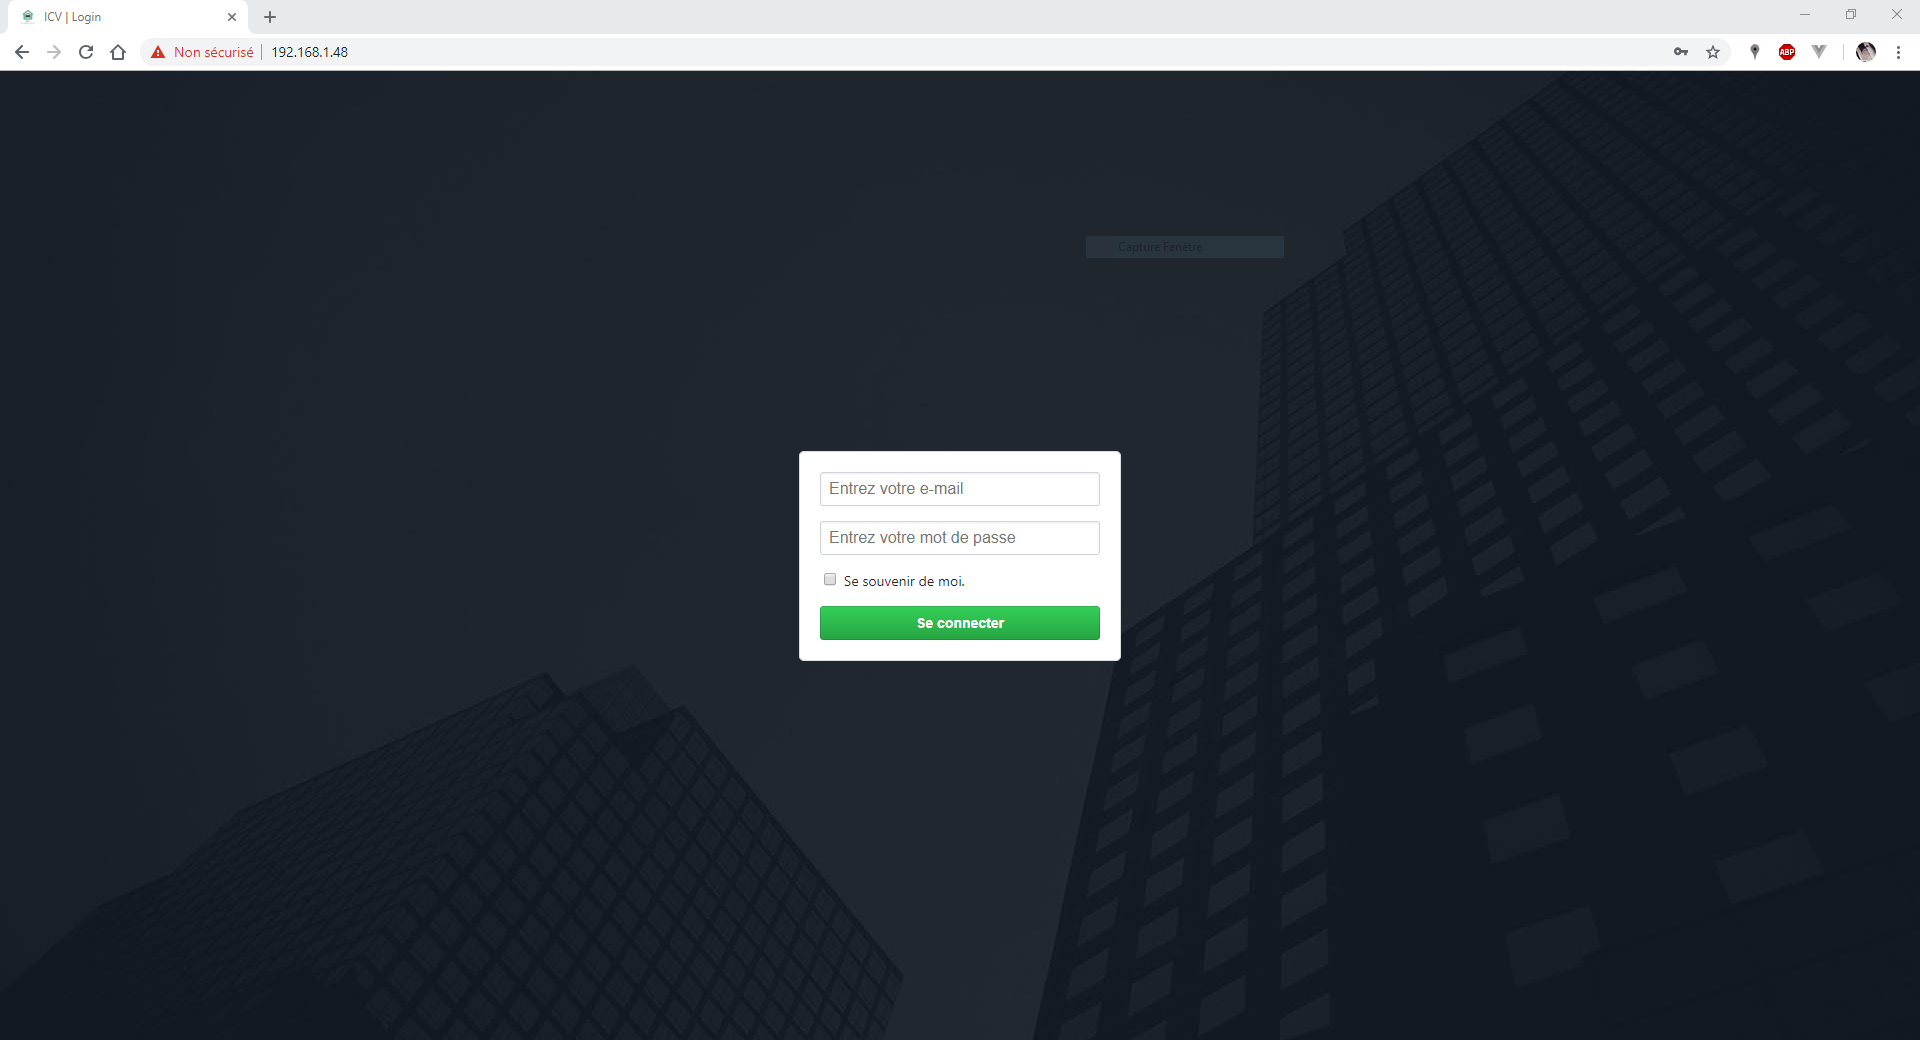 ICV | Login
Non sécurisé
192.168.1.48
ABP
Capture Fenêtre
Entrez votre e-mail
Entrez votre mot de passe
Se souvenir de moi.
Se connecter